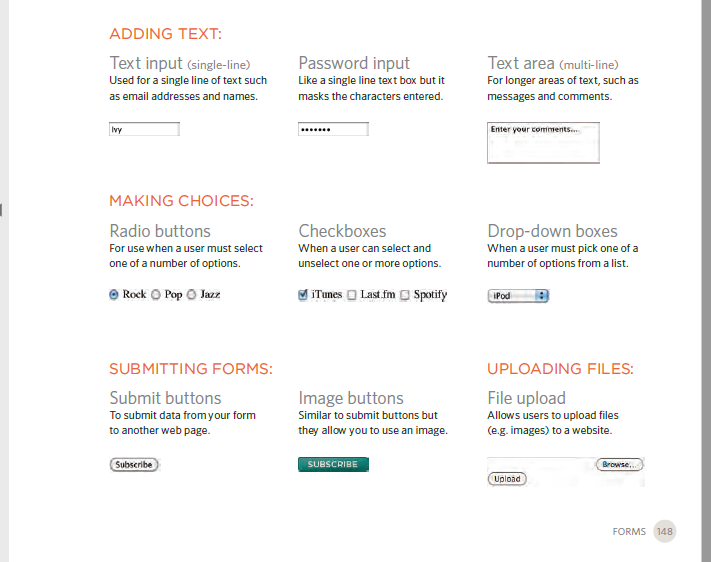 ADDING TEXT:
Text input (single-line)
Used for a single line of text such
as email addresses and names.
Ivy
Password input
Like a single line text box but it
masks the characters entered.
•••••••
Text area (multi-line)
For longer areas of text, such as
messages and comments.
Enter your comments...
MAKING CHOICES:
Radio buttons
For use when a user must select
one of a number of options.
Rock Pop Jazz
Checkboxes
When a user can select and
unselect one or more options.
iTunes Last.fm Spotify
Drop-down boxes
When a user must pick one of a
number of options from a list.
iPod
SUBMITTING FORMS:
Submit buttons
To submit data from your form
to another web page.
Subscribe
Image buttons
Similar to submit buttons but
they allow you to use an image.
SUBSCRIBE
UPLOADING FILES:
File upload
Allows users to upload files
(e.g. images) to a website.
Browse...
Upload
FORMS 148